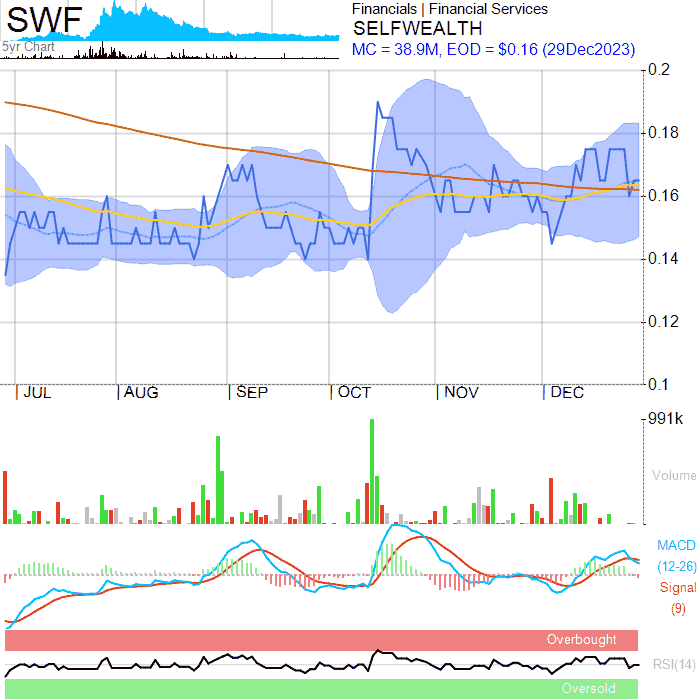 SWF
5yr Chart
Financials | Financial Services
SELFWEALTH
MC = 38.9M, EOD = $0.16 (29Dec2023)
0.2
0.18
0.16
0.14
0.12
0.1
JUL AUG SEP OCT NOV DEC
991k
Volume
MACD
(12-26)
Signal
(9)
Overbought
RSI(14)
Oversold